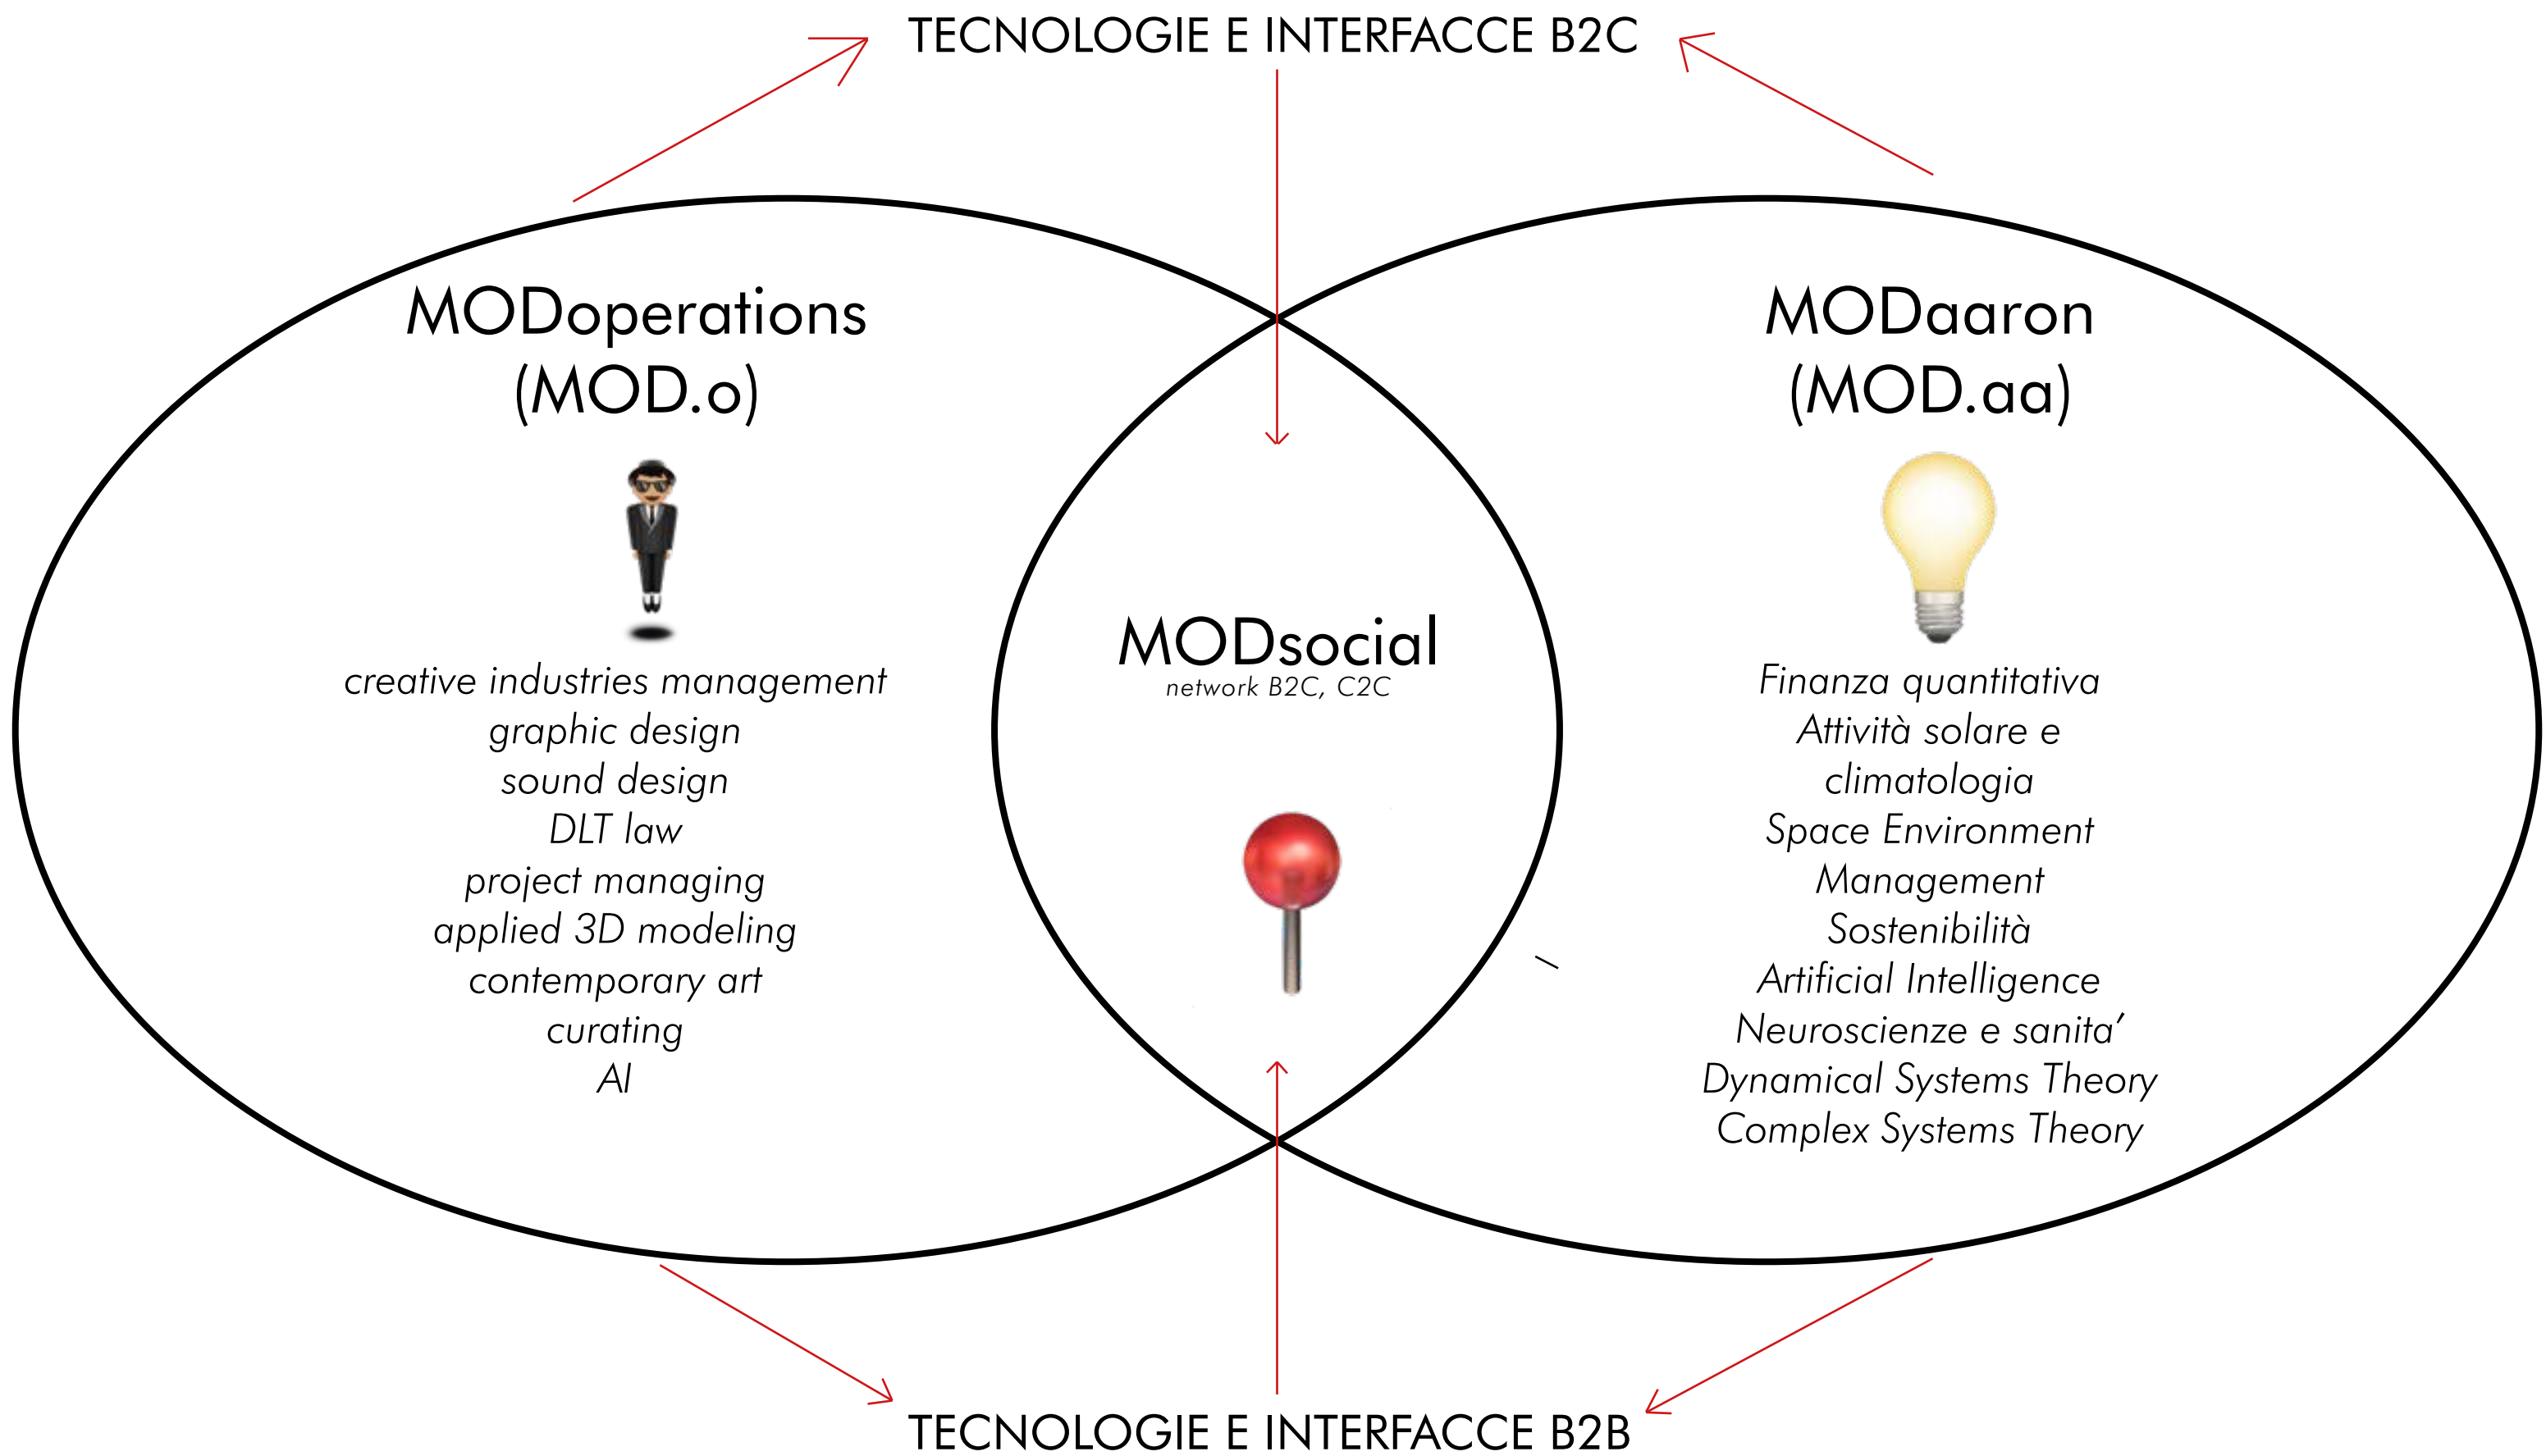 TECNOLOGIE E INTERFACCE B2C
MODoperations
(MOD.o)
creative industries management
graphic design
sound design
DLT law
project managing
applied 3D modeling
contemporary art
curating
AI
MODsocial
network B2C, C2C
MODaaron
(MOD.aa)
Finanza quantitativa
Attività solare e
climatologia
Space Environment
Management
Sostenibilità
Artificial Intelligence
Neuroscienze e sanita’
Dynamical Systems Theory
Complex Systems Theory
TECNOLOGIE E INTERFACCE B2B